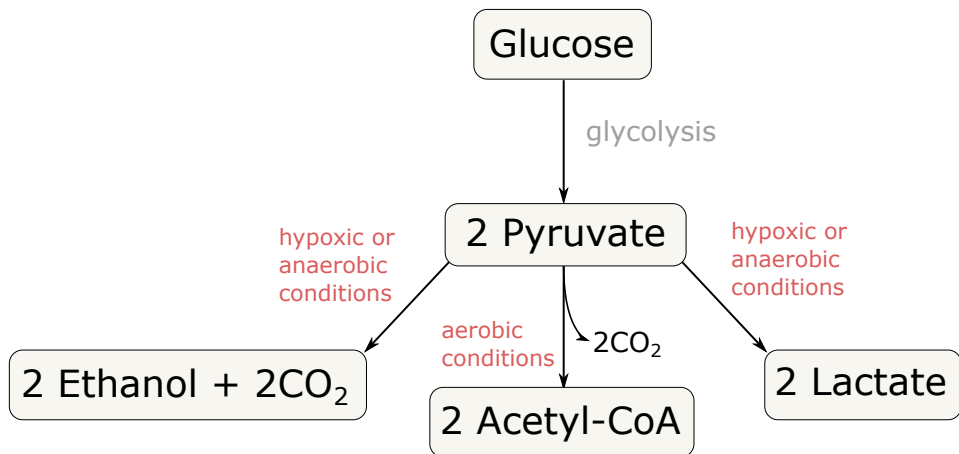 Glucose
glycolysis
2 Pyruvate
hypoxic or
anaerobic
conditions
hypoxic or
anaerobic
conditions
aerobic
conditions
2CO₂
2 Ethanol + 2CO₂
2 Acetyl-CoA
2 Lactate